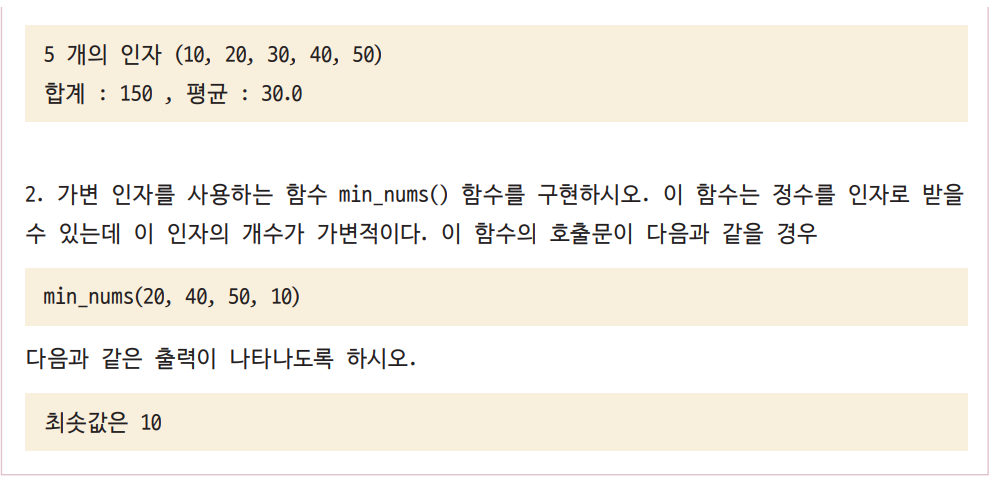 5 개의 인자 (10, 20, 30, 40, 50)
합계 : 150 , 평균 : 30.0
2. 가변 인자를 사용하는 함수 min_nums() 함수를 구현하시오. 이 함수는 정수를 인자로 받을
수 있는데 이 인자의 개수가 가변적이다. 이 함수의 호출문이 다음과 같을 경우
min_nums(20, 40, 50, 10)
다음과 같은 출력이 나타나도록 하시오.
최솟값은 10